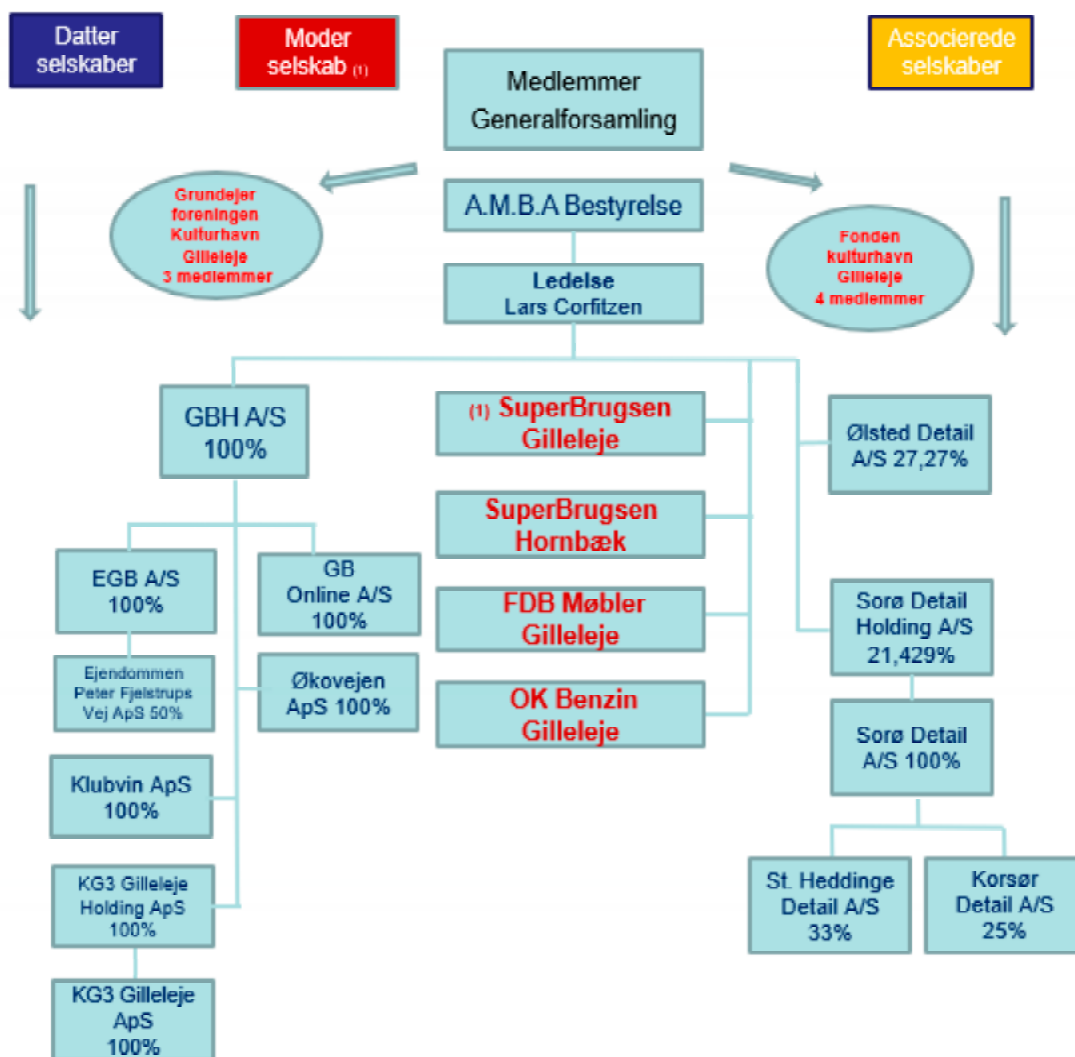 Datter
selskaber
Moder
selskab (1)
Associerede
selskaber
Medlemmer
Generalforsamling
Grundejer
foreningen
Kulturhavn
Gilleleje
3 medlemmer
A.M.B.A Bestyrelse
Fonden
kulturhavn
Gilleleje
4 medlemmer
Ledelse
Lars Corfitzen
GBH A/S
100%
(1) SuperBrugsen
Gilleleje
Ølsted Detail
A/S 27,27%
SuperBrugsen
Hornbæk
EGB A/S
100%
GB
Online A/S
100%
FDB Møbler
Gilleleje
Sorø Detail
Holding A/S
21,429%
Ejendommen
Peter Fjelstrups
Vej ApS 50%
Økovejen
ApS 100%
OK Benzin
Gilleleje
Sorø Detail
A/S 100%
Klubvin ApS
100%
KG3 Gilleleje
Holding ApS
100%
St. Heddinge
Detail A/S
33%
Korsør
Detail A/S
25%
KG3 Gilleleje
ApS
100%